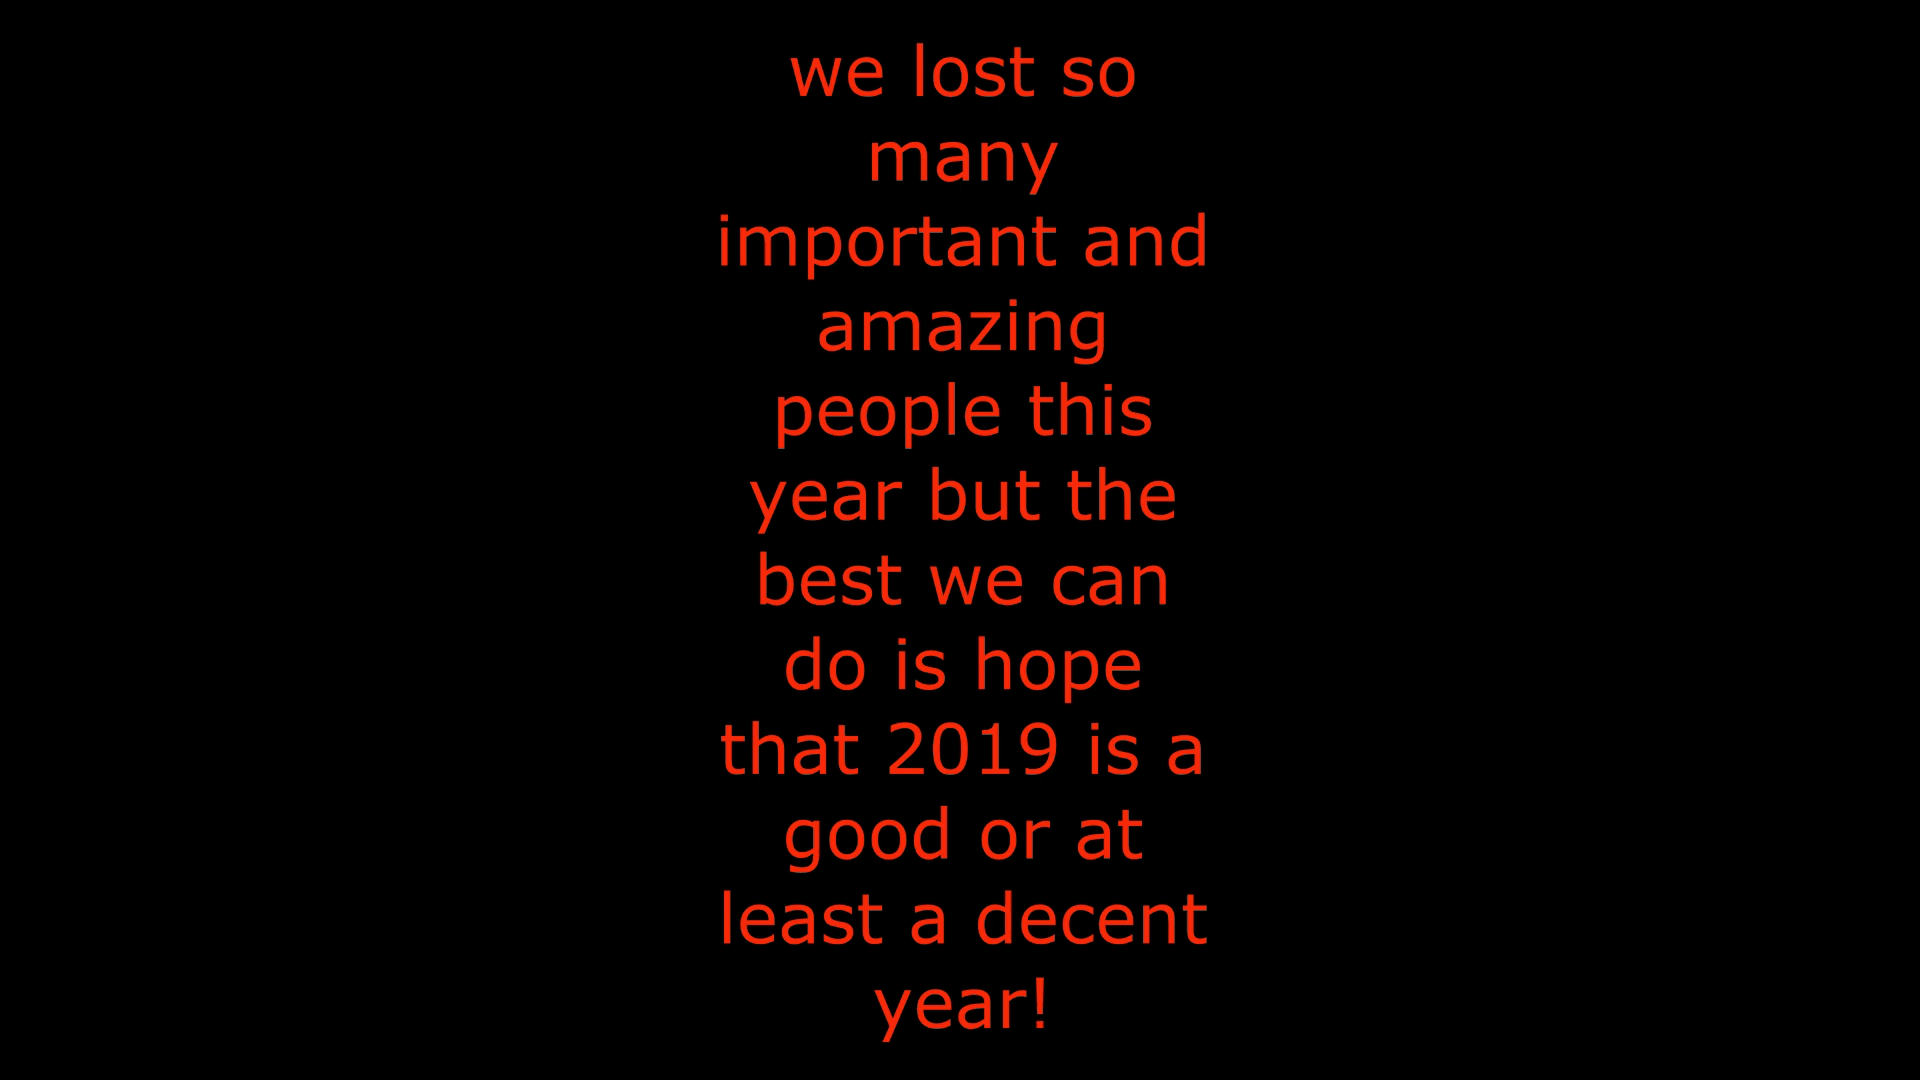 we lost so
many
important and
amazing
people this
year but the
best we can
do is hope
that 2019 is a
good or at
least a decent
year!